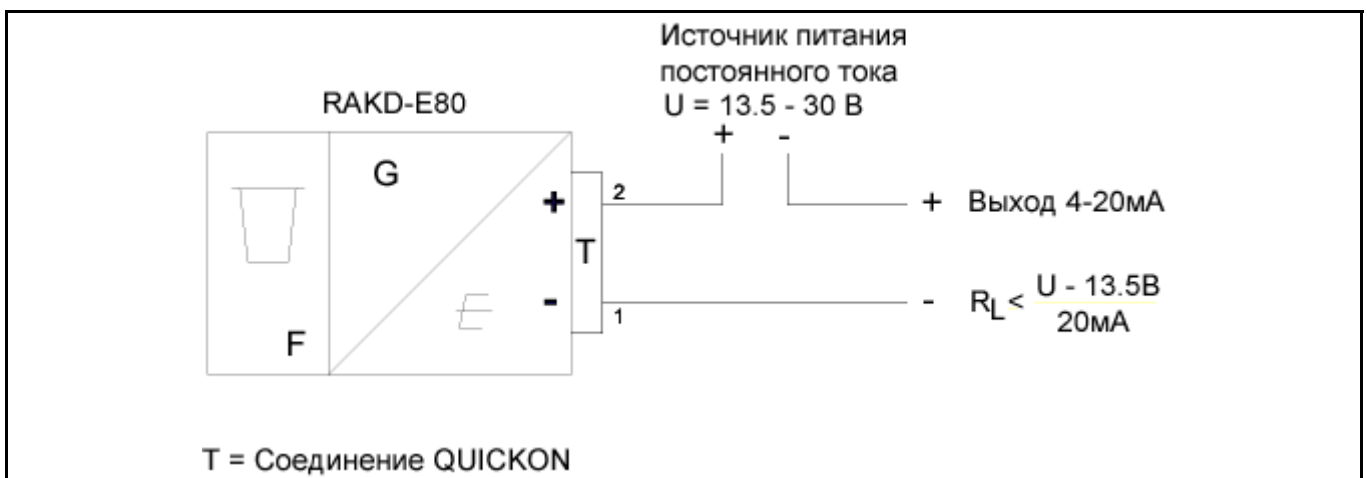 Источник питания
постоянного тока
U = 13.5 - 30 В
+ -
RAKD-E80
G
+ 2
+ Выход 4-20мА
T
- 1
- RL< U - 13.5В
20мА
F
T = Соединение QUICKON